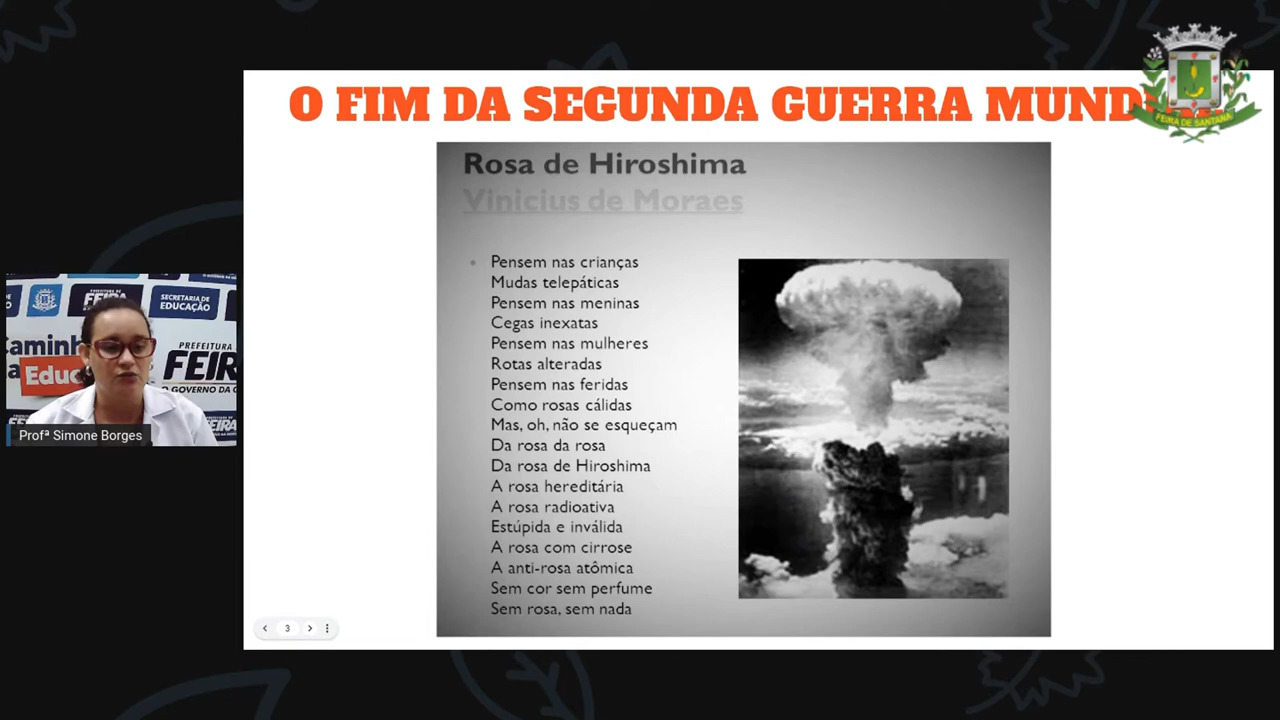 O FIM DA SEGUNDA GUERRA MUND
FEIRA DE SANTANA
Rosa de Hiroshima
Vinicius de Moraes
Pensem nas crianças
Mudas telepáticas
Pensem nas meninas
Cegas inexatas
Pensem nas mulheres
Rotas alteradas
Pensem nas feridas
Como rosas cálidas
Mas, oh, não se esqueçam
Da rosa da rosa
Da rosa de Hiroshima
A rosa hereditária
A rosa radioativa
Estúpida e inválida
A rosa com cirrose
A anti-rosa atômica
Sem cor sem perfume
Sem rosa, sem nada
3
SECRETARIA DE
EDUCAÇÃO
Caminh
PREFEITURA
FEIR
Educ
O GOVERNO DA
Profª Simone Borges